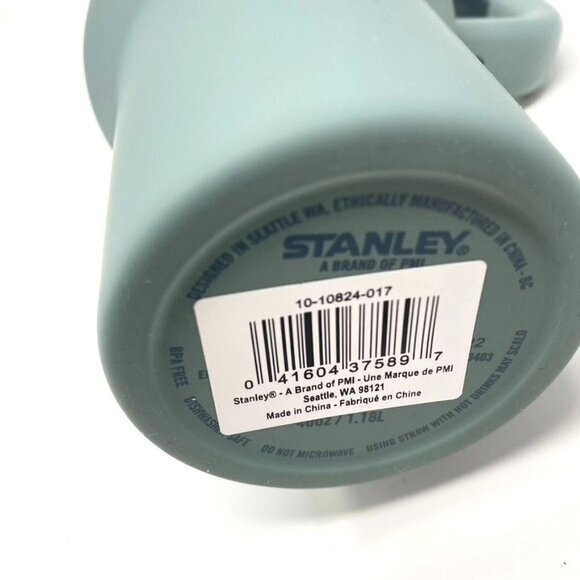 DESIGNED IN SEATTLE WA, ETHICALLY MANUFACTURED IN CHINA - BC
STANLEY®
A BRAND OF PMI
10-10824-017
0 41604 37589 7
Stanley® - A Brand of PMI - Une Marque de PMI
Seattle, WA 98121
Made in China - Fabriqué en Chine
40oz / 1.18L
BPA FREE
DISHWASHER SAFE
DO NOT MICROWAVE
USING STRAW WITH HOT DRINKS MAY SCALD